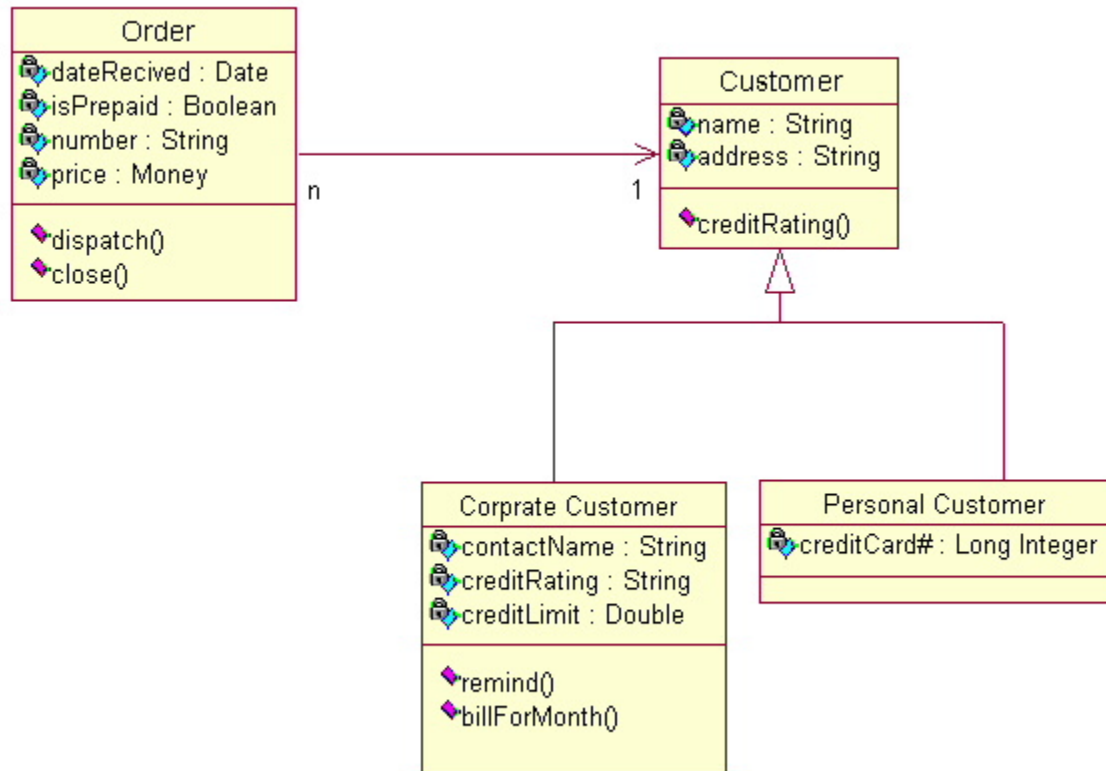 Order
dateRecived : Date
isPrepaid : Boolean
number : String
price : Money
dispatch()
close()
n
1
Customer
name : String
address : String
creditRating()
Corprate Customer
contactName : String
creditRating : String
creditLimit : Double
remind()
billForMonth()
Personal Customer
creditCard# : Long Integer